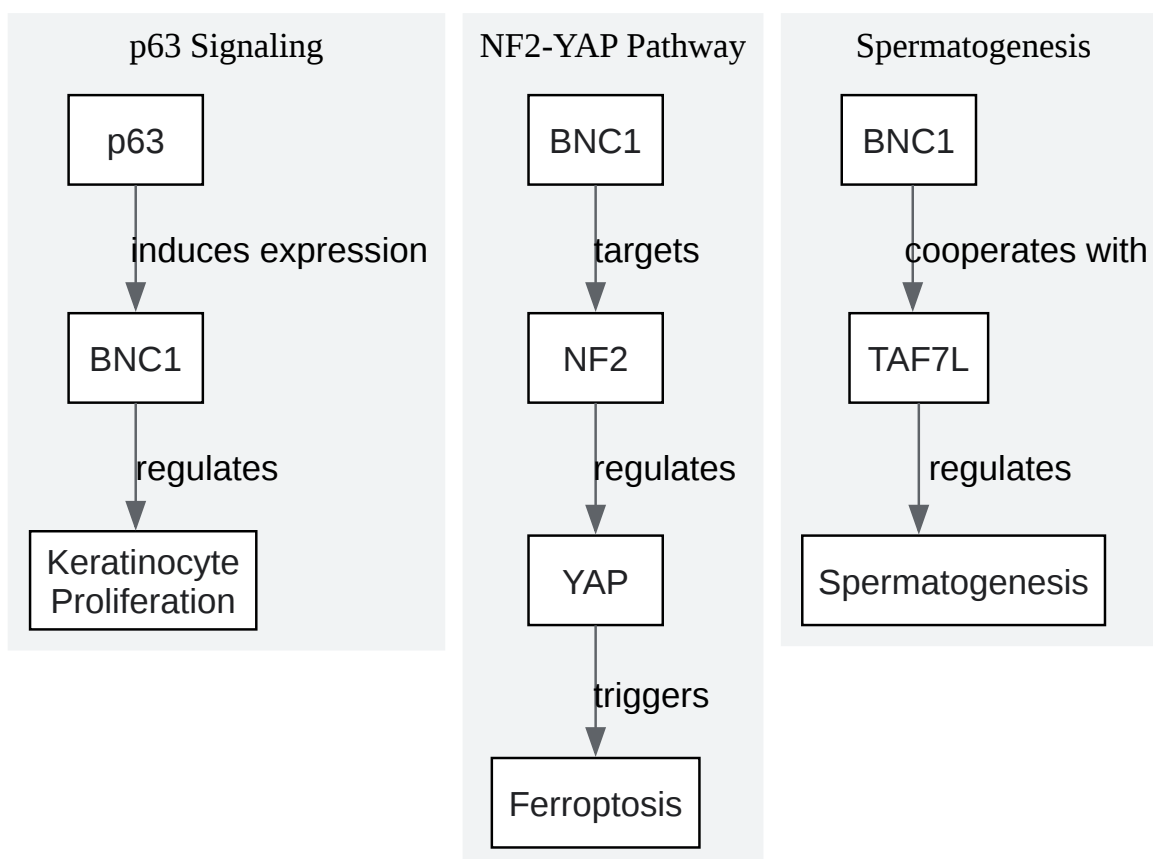 p63 Signaling
p63
induces expression
BNC1
regulates
Keratinocyte
Proliferation
NF2-YAP Pathway
BNC1
targets
NF2
regulates
YAP
triggers
Ferroptosis
Spermatogenesis
BNC1
cooperates with
TAF7L
regulates
Spermatogenesis